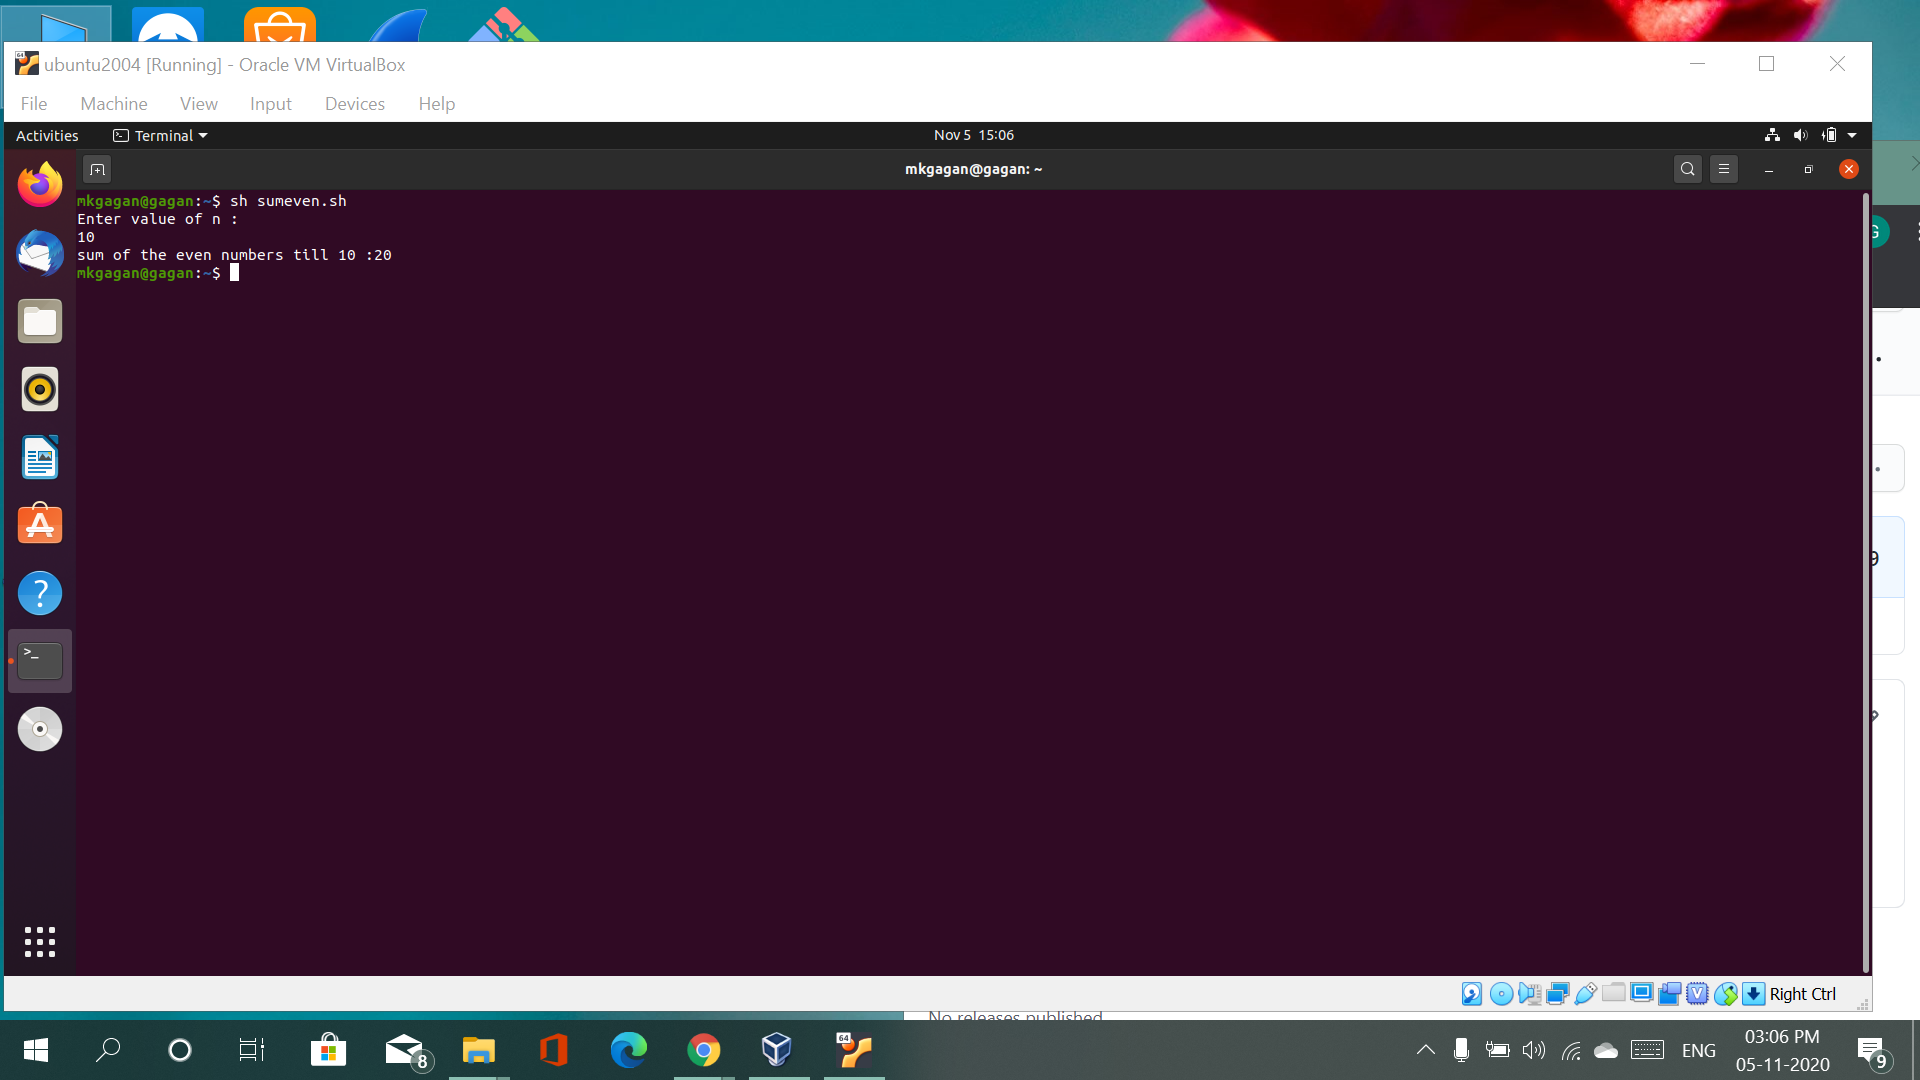 ubuntu2004 [Running] - Oracle VM VirtualBox
File Machine View Input Devices Help
Activities Terminal Nov 5 15:06
mkgagan@gagan: ~
mkgagan@gagan:~$ sh sumeven.sh
Enter value of n :
10
sum of the even numbers till 10 :20
mkgagan@gagan:~$
G
9
Right Ctrl
No releases published
8
64
ENG
03:06 PM
05-11-2020
9